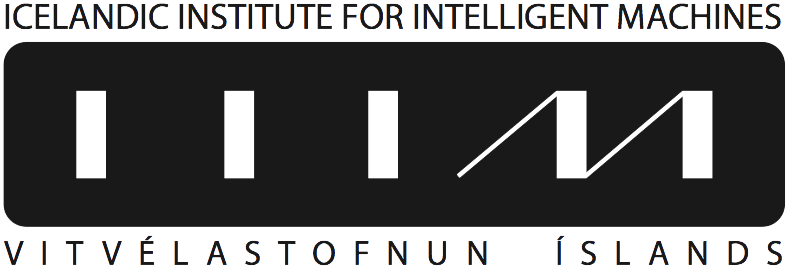 ICELANDIC INSTITUTE FOR INTELLIGENT MACHINES
IIIM
VITVÉLASTOFNUN ÍSLANDS